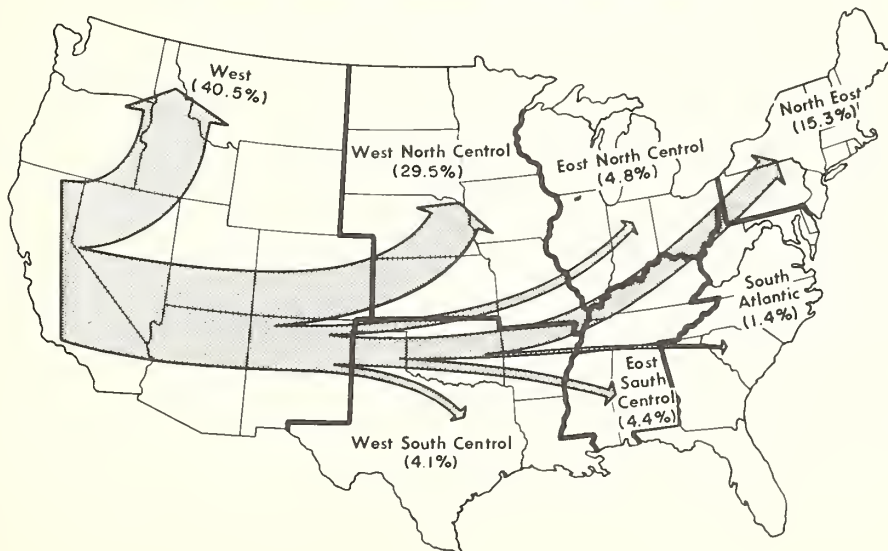 West
(40.5%)
North East
(15.3%)
West North Central
(29.5%)
East North Central
(4.8%)
South
Atlantic
(1.4%)
East
South
Central
(4.4%)
West South Central
(4.1%)